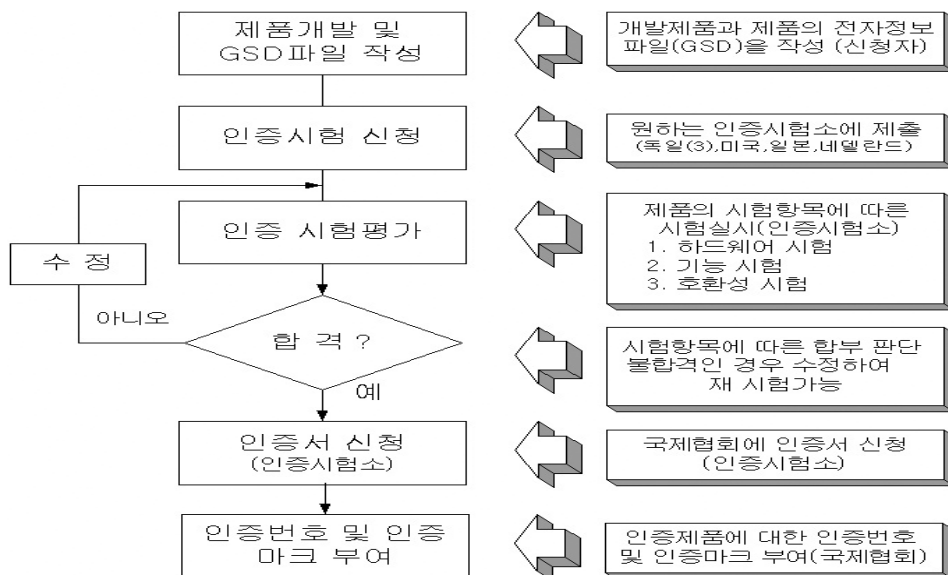 제품개발 및
GSD파일 작성
개발제품과 제품의 전자정보
파일(GSD)을 작성 (신청자)
인증시험 신청
원하는 인증시험소에 제출
(독일(3),미국,일본,네델란드)
인증 시험평가
제품의 시험항목에 따른
시험실시(인증시험소)
1. 하드웨어 시험
2. 기능 시험
3. 호환성 시험
수 정
아니오
합 격 ?
예
시험항목에 따른 합부 판단
불합격인 경우 수정하여
재 시험가능
인증서 신청
(인증시험소)
국제협회에 인증서 신청
(인증시험소)
인증번호 및 인증
마크 부여
인증제품에 대한 인증번호
및 인증마크 부여(국제협회)